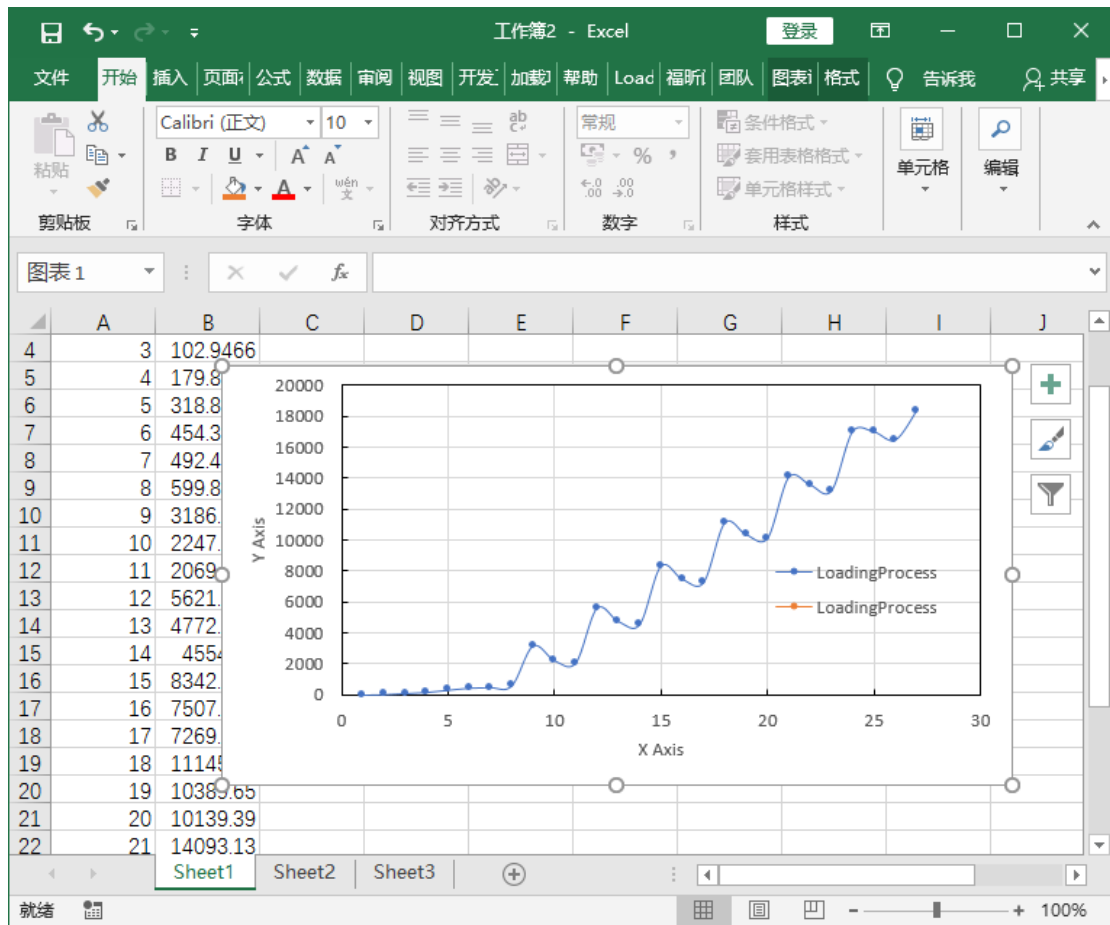 工作簿2 - Excel 登录
文件 开始 插入 页面 公式 数据 审阅 视图 开发 加载 帮助 Load 福昕 团队 图表 格式 告诉我 共享
Calibri (正文) 10 ab 常规 条件格式
粘贴 B I U A A % , 套用表格格式 单元格 编辑
A wén 文 .00 .0 .00 单元格样式
剪贴板 字体 对齐方式 数字 样式
图表 1 fx
A B C D E F G H I J
4 3 102.9466
5 4 179.8
6 5 318.8
7 6 454.3
8 7 492.4
9 8 599.8
10 9 3186.
11 10 2247.
12 11 2069
13 12 5621.
14 13 4772.
15 14 4554
16 15 8342.
17 16 7507.
18 17 7269.
19 18 11145
20 19 10389.65
21 20 10139.39
22 21 14093.13
20000
18000
16000
14000
12000
10000
8000
6000
4000
2000
0
Y Axis
LoadingProcess
LoadingProcess
0 5 10 15 20 25 30
X Axis
Sheet1 Sheet2 Sheet3
就绪 100%